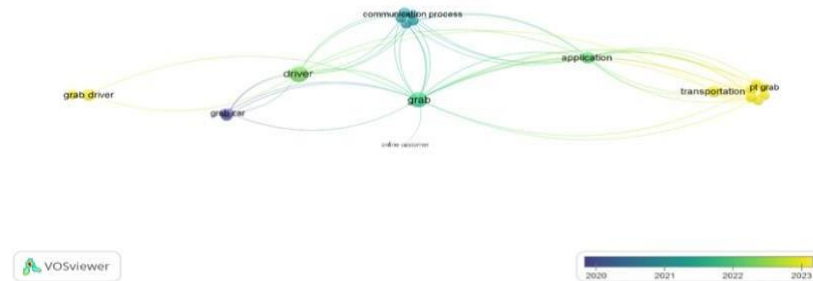 communication process
driver
application
grab driver
transportation
pt grab
grab
grab car
online customer
VOSviewer
2020
2021
2022
2023